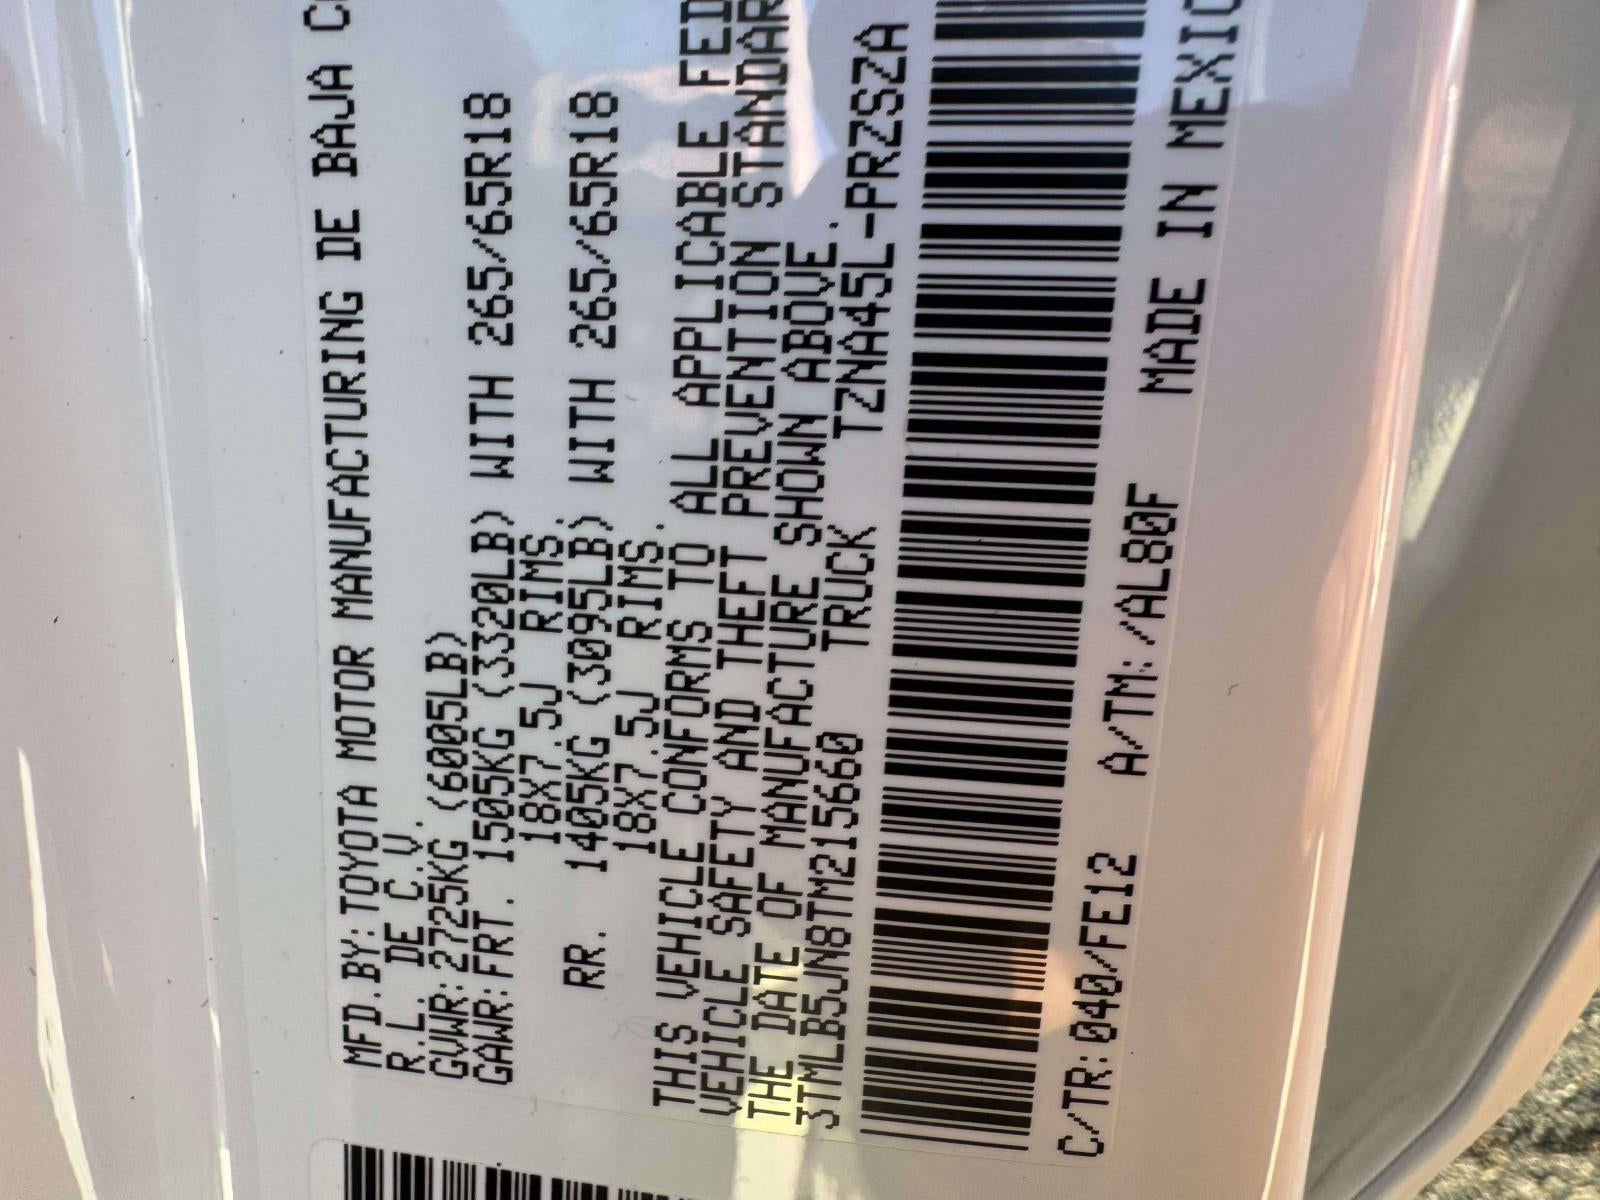 MFD.BY:TOYOTA MOTOR MANUFACTURING DE BAJA
R.L. DE C.V.
GVWR:2725KG (6005LB)
GAWR:FRT. 1505KG (3320LB) WITH 265/65R18
18X7.5J RIMS.
RR. 1405KG (3095LB) WITH 265/65R18
18X7.5J RIMS.
THIS VEHICLE CONFORMS TO ALL APPLICABLE FED
VEHICLE SAFETY AND THEFT PREVENTION STANDAR
THE DATE OF MANUFACTURE SHOWN ABOVE.
3TMLB5JN8TM215660 TRUCK TZNA45L-PRZSZA
C/TR:040/FE12 A/TM:/AL80F MADE IN MEXIC